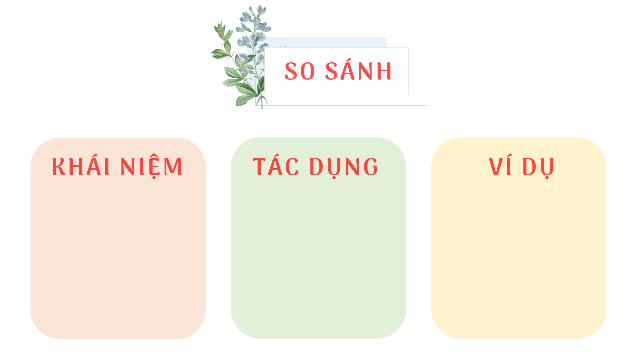 SO SÁNH
KHÁI NIỆM
TÁC DỤNG
VÍ DỤ